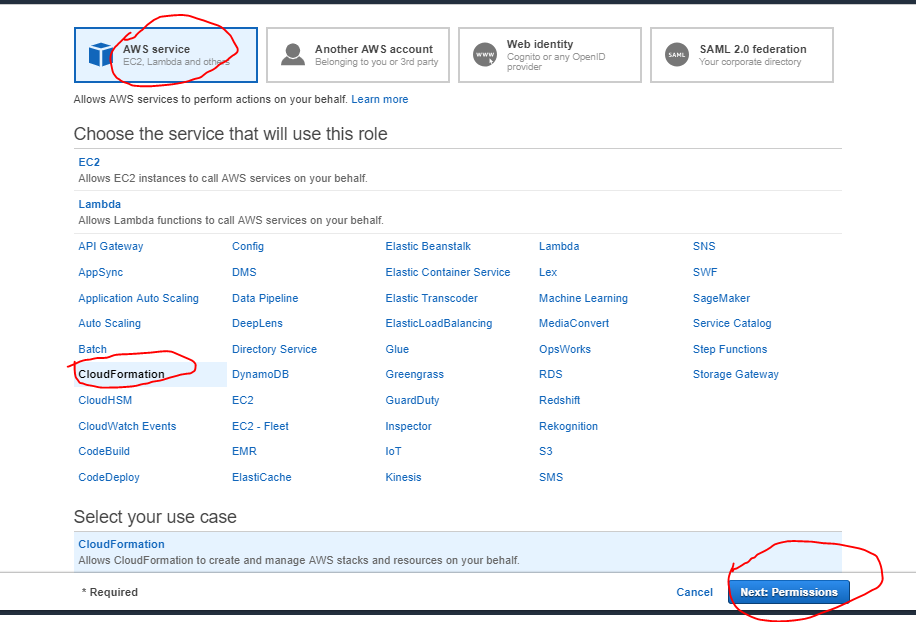 AWS service
EC2, Lambda and others
Another AWS account
Belonging to you or 3rd party
Web identity
Cognito or any OpenID
provider
SAML 2.0 federation
Your corporate directory
WWW
SAML
Allows AWS services to perform actions on your behalf. Learn more
Choose the service that will use this role
EC2
Allows EC2 instances to call AWS services on your behalf.
Lambda
Allows Lambda functions to call AWS services on your behalf.
API Gateway Config Elastic Beanstalk Lambda SNS
AppSync DMS Elastic Container Service Lex SWF
Application Auto Scaling Data Pipeline Elastic Transcoder Machine Learning SageMaker
Auto Scaling DeepLens ElasticLoadBalancing MediaConvert Service Catalog
Batch Directory Service Glue OpsWorks Step Functions
CloudFormation DynamoDB Greengrass RDS Storage Gateway
CloudHSM EC2 GuardDuty Redshift
CloudWatch Events EC2 - Fleet Inspector Rekognition
CodeBuild EMR IoT S3
CodeDeploy ElastiCache Kinesis SMS
Select your use case
CloudFormation
Allows CloudFormation to create and manage AWS stacks and resources on your behalf.
* Required Cancel Next: Permissions